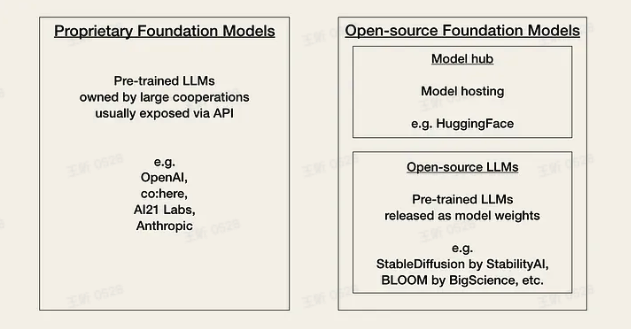 Proprietary Foundation Models
Pre-trained LLMs
owned by large cooperations
usually exposed via API
e.g.
OpenAI,
co:here,
AI21 Labs,
Anthropic
Open-source Foundation Models
Model hub
Model hosting
e.g. HuggingFace
Open-source LLMs
Pre-trained LLMs
released as model weights
e.g.
StableDiffusion by StabilityAI,
BLOOM by BigScience, etc.